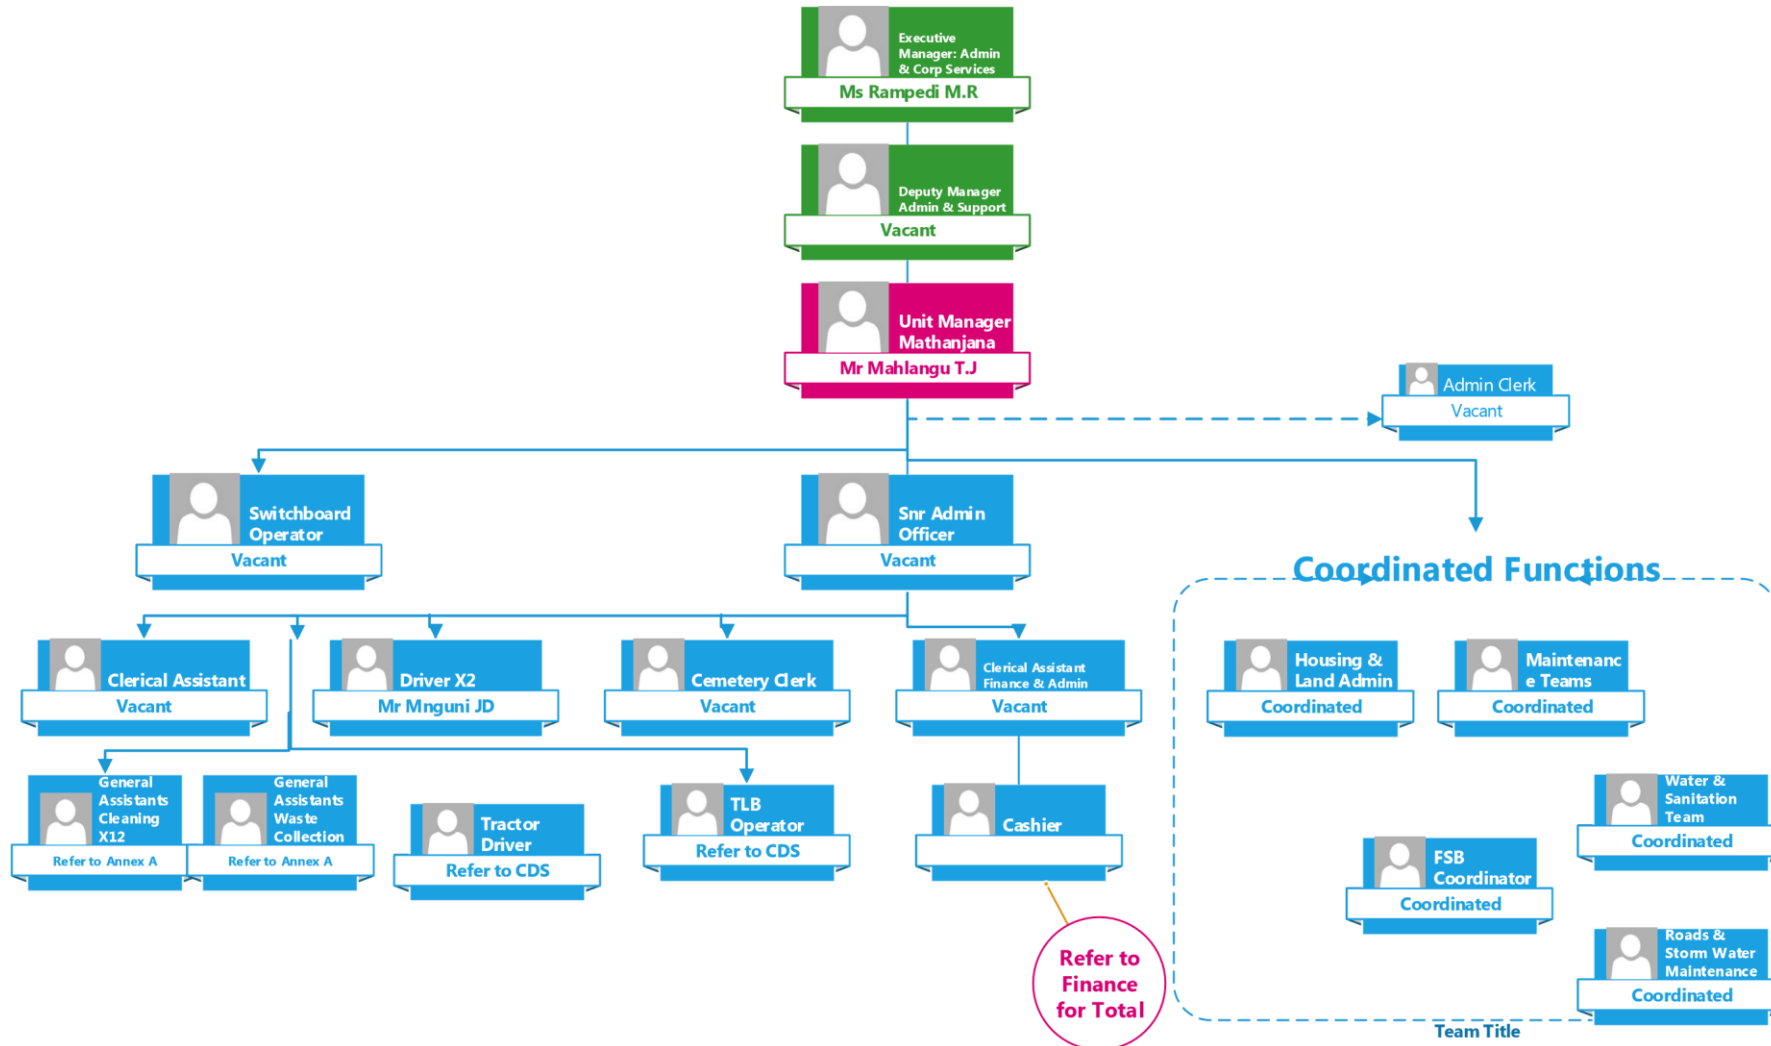 Executive
Manager: Admin
& Corp Services
Ms Rampedi M.R
Deputy Manager
Admin & Support
Vacant
Unit Manager
Mathanjana
Mr Mahlangu T.J
Admin Clerk
Vacant
Switchboard
Operator
Vacant
Snr Admin
Officer
Vacant
Coordinated Functions
Clerical Assistant
Vacant
Driver X2
Mr Mnguni JD
Cemetery Clerk
Vacant
Clerical Assistant
Finance & Admin
Vacant
Housing &
Land Admin
Coordinated
Maintenanc
e Teams
Coordinated
General
Assistants
Cleaning
X12
Refer to Annex A
General
Assistants
Waste
Collection
Refer to Annex A
Tractor
Driver
Refer to CDS
TLB
Operator
Refer to CDS
Cashier
Water &
Sanitation
Team
Coordinated
FSB
Coordinator
Coordinated
Roads &
Storm Water
Maintenance
Coordinated
Refer to
Finance
for Total
Team Title